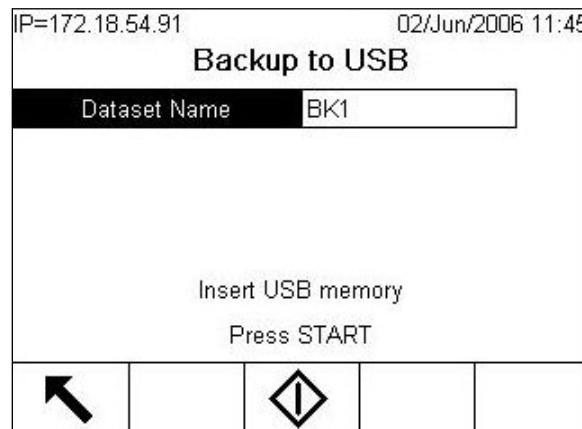 IP=172.18.54.91 02/Jun/2006 11:45
Backup to USB
Dataset Name BK1
Insert USB memory
Press START